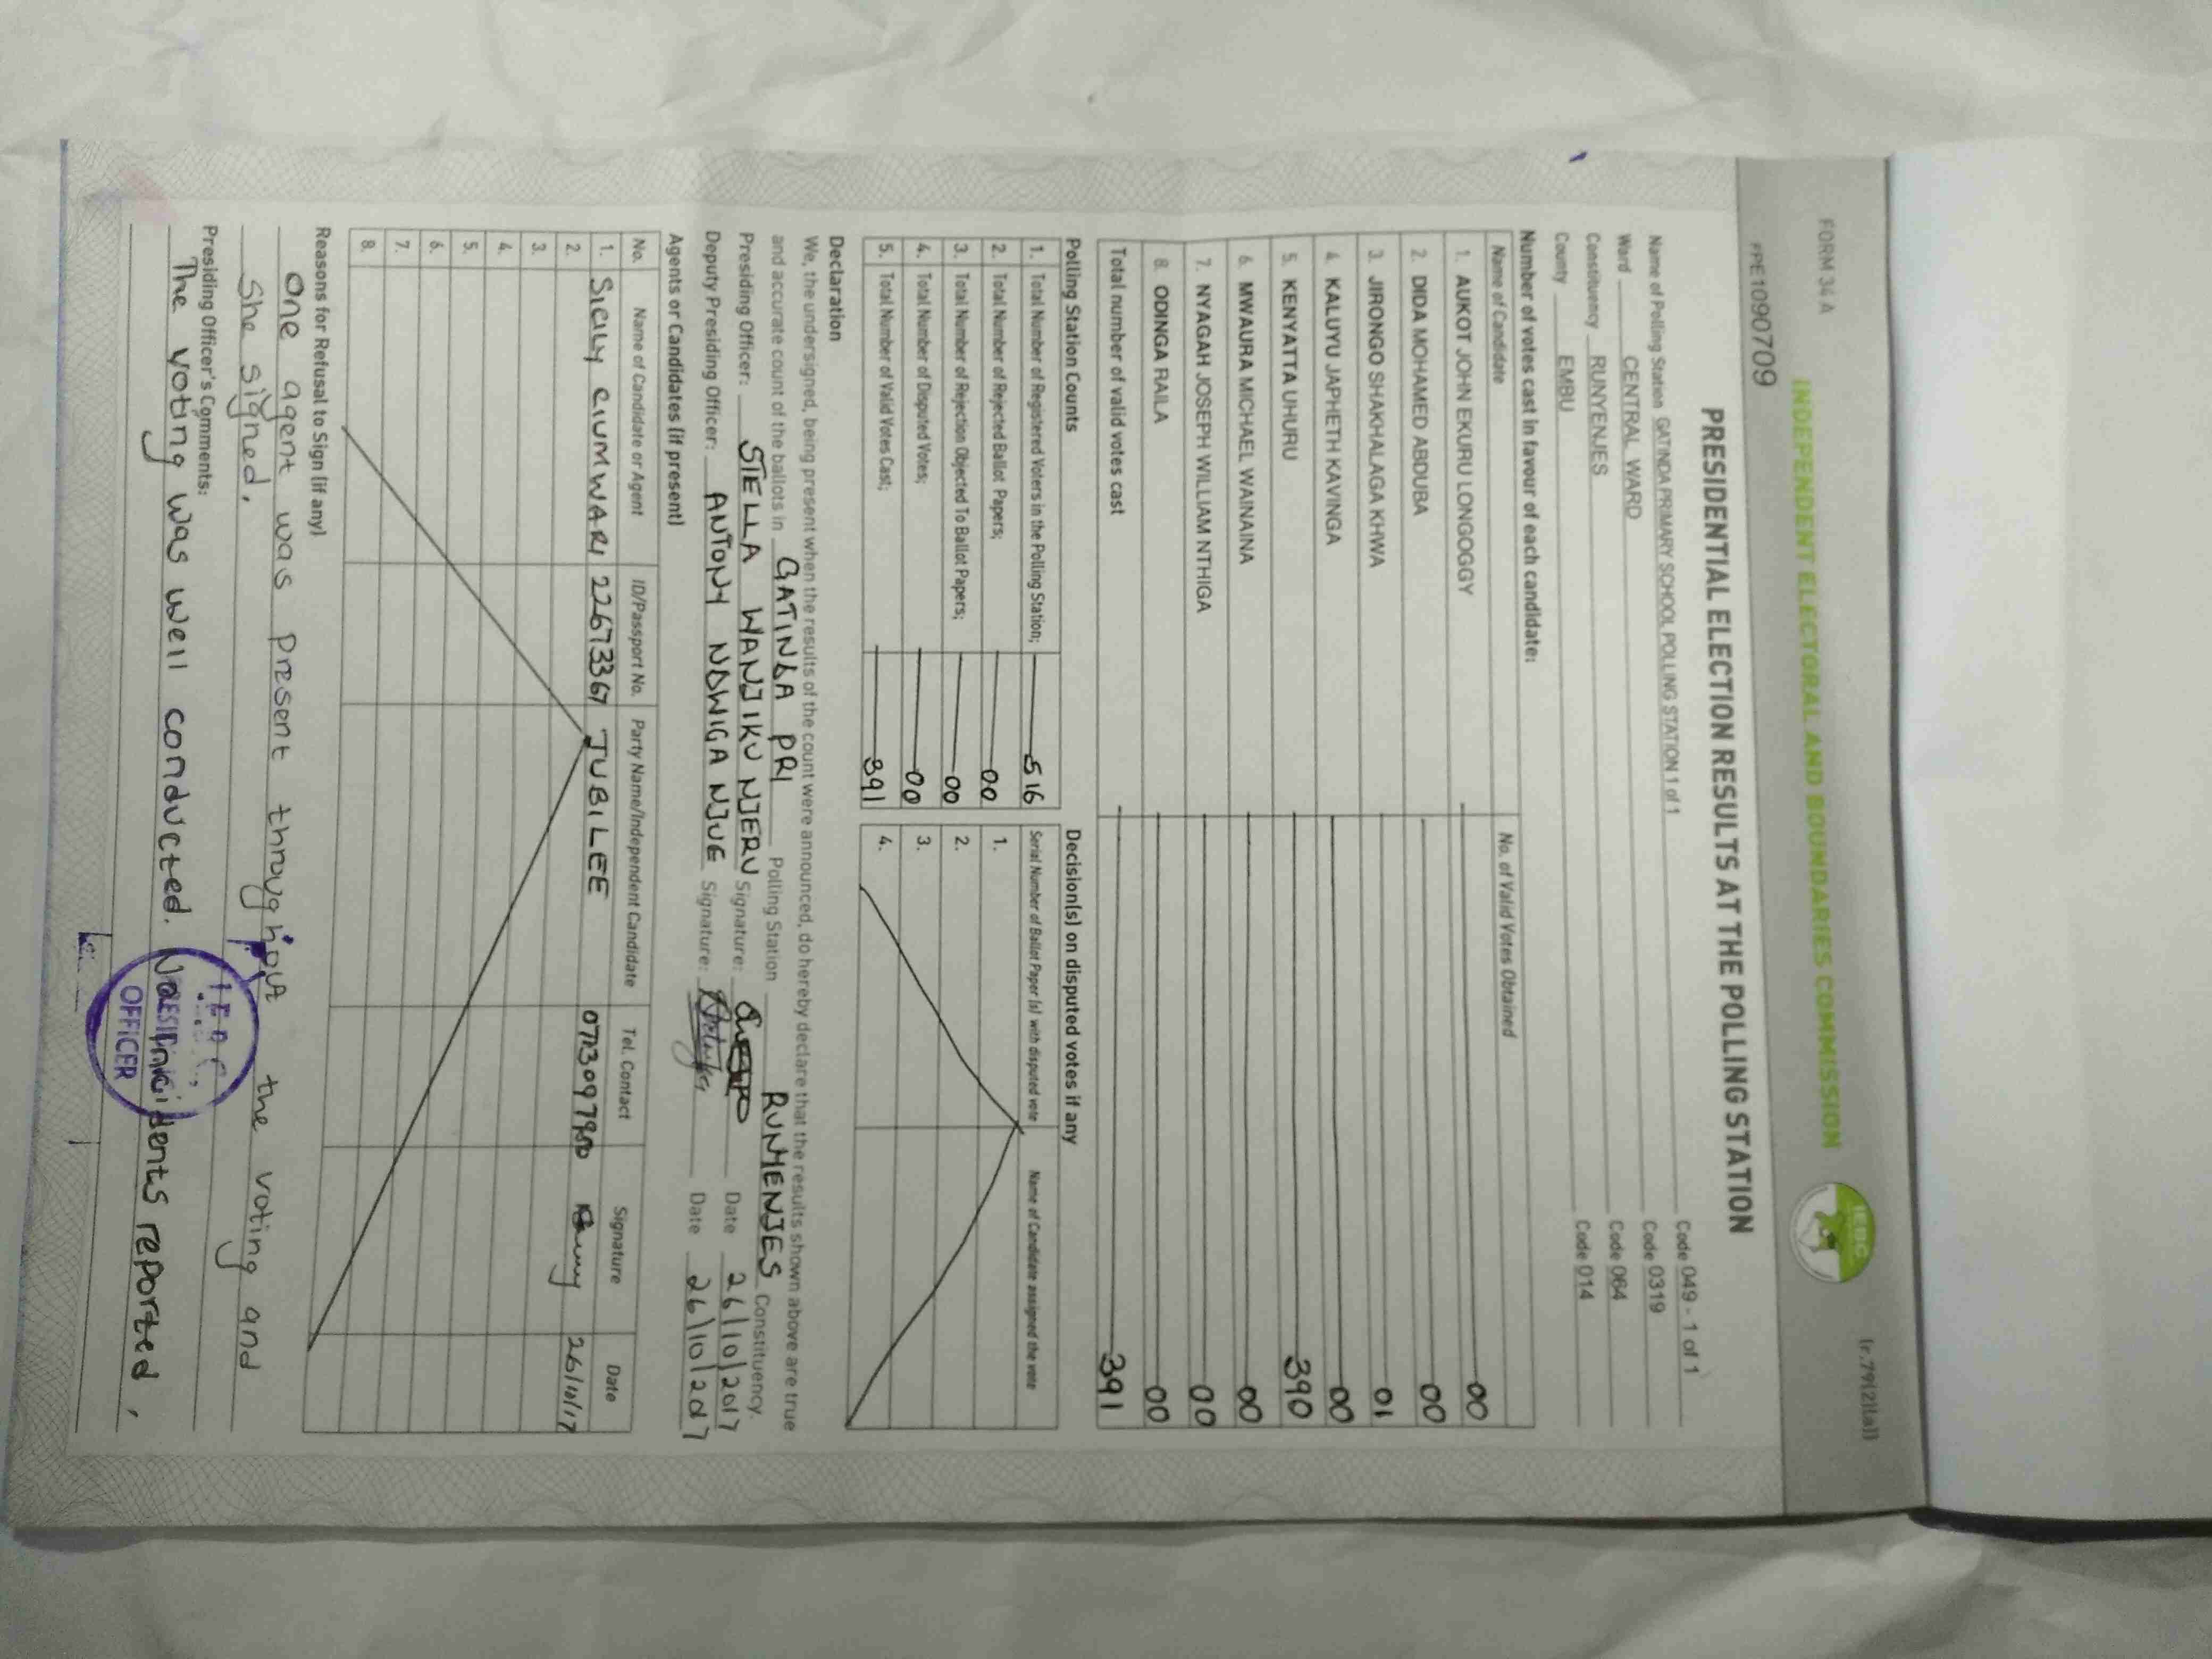 FORM 34 A
(r.79(2)(a))
INDEPENDENT ELECTORAL AND BOUNDARIES COMMISSION
IEBC
PPE1090709
PRESIDENTIAL ELECTION RESULTS AT THE POLLING STATION
Name of Polling Station GATINDA PRIMARY SCHOOL POLLING STATION 1 of 1 Code 049 - 1 of 1
Ward CENTRAL WARD Code 0319
Constituency RUNYENJES Code 064
County EMBU Code 014
Number of votes cast in favour of each candidate:
Name of Candidate No. of Valid Votes Obtained
1. AUKOT JOHN EKURU LONGOGGY 00
2. DIDA MOHAMED ABDUBA 00
3. JIRONGO SHAKHALAGA KHWA 01
4. KALUYU JAPHETH KAVINGA 00
5. KENYATTA UHURU 390
6. MWAURA MICHAEL WAINAINA 00
7. NYAGAH JOSEPH WILLIAM NTHIGA 00
8. ODINGA RAILA 00
Total number of valid votes cast 391
Polling Station Counts
1. Total Number of Registered Voters in the Polling Station; 516
2. Total Number of Rejected Ballot Papers; 00
3. Total Number of Rejection Objected To Ballot Papers; 00
4. Total Number of Disputed Votes; 00
5. Total Number of Valid Votes Cast; 391
Decision(s) on disputed votes if any
Serial Number of Ballot Paper (s) with disputed vote Name of Candidate assigned the vote
1.
2.
3.
4.
Declaration
We, the undersigned, being present when the results of the count were announced, do hereby declare that the results shown above are true
and accurate count of the ballots in GATINDA PRI Polling Station RUNYENJES Constituency.
Presiding Officer: STELLA WANJIKU NJERU Signature: Date 26/10/2017
Deputy Presiding Officer: ANTONY NDWIGA NJUE Signature: Date 26/10/2017
Agents or Candidates (if present)
No. Name of Candidate or Agent ID/Passport No. Party Name/Independent Candidate Tel. Contact Signature Date
1. SICILY CIUMWARI 22673367 JUBILEE 26/10/17
2.
3.
4.
5.
6.
7.
8.
Reasons for Refusal to Sign (if any)
One agent was present throughout the voting and
she signed.
Presiding Officer's Comments:
The voting was well conducted. No incidents reported.
IEBC
PRESIDING
OFFICER